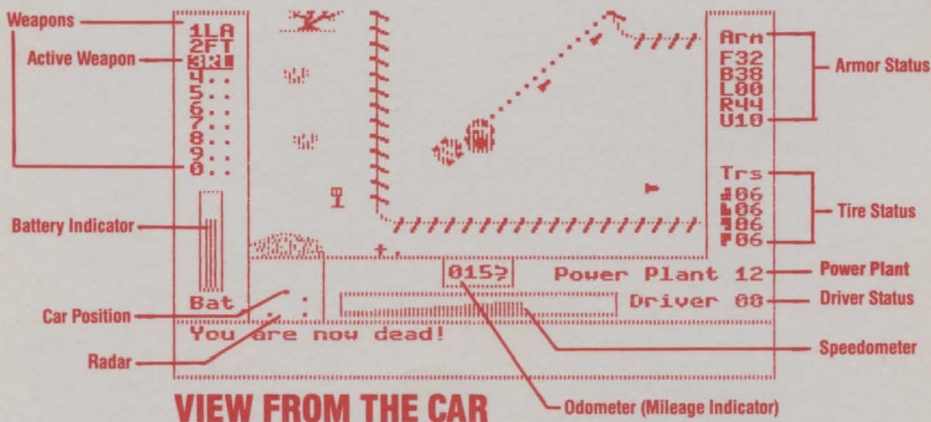 Weapons
Active Weapon
Battery Indicator
Car Position
Radar
1LA
2FT
3RL
4..
5..
6..
7..
8..
9..
0..
Bat
Arm
F32
B38
L00
R44
U10
Trs
06
06
06
06
015
Power Plant 12
Driver 00
You are now dead!
Armor Status
Tire Status
Power Plant
Driver Status
Speedometer
Odometer (Mileage Indicator)
VIEW FROM THE CAR